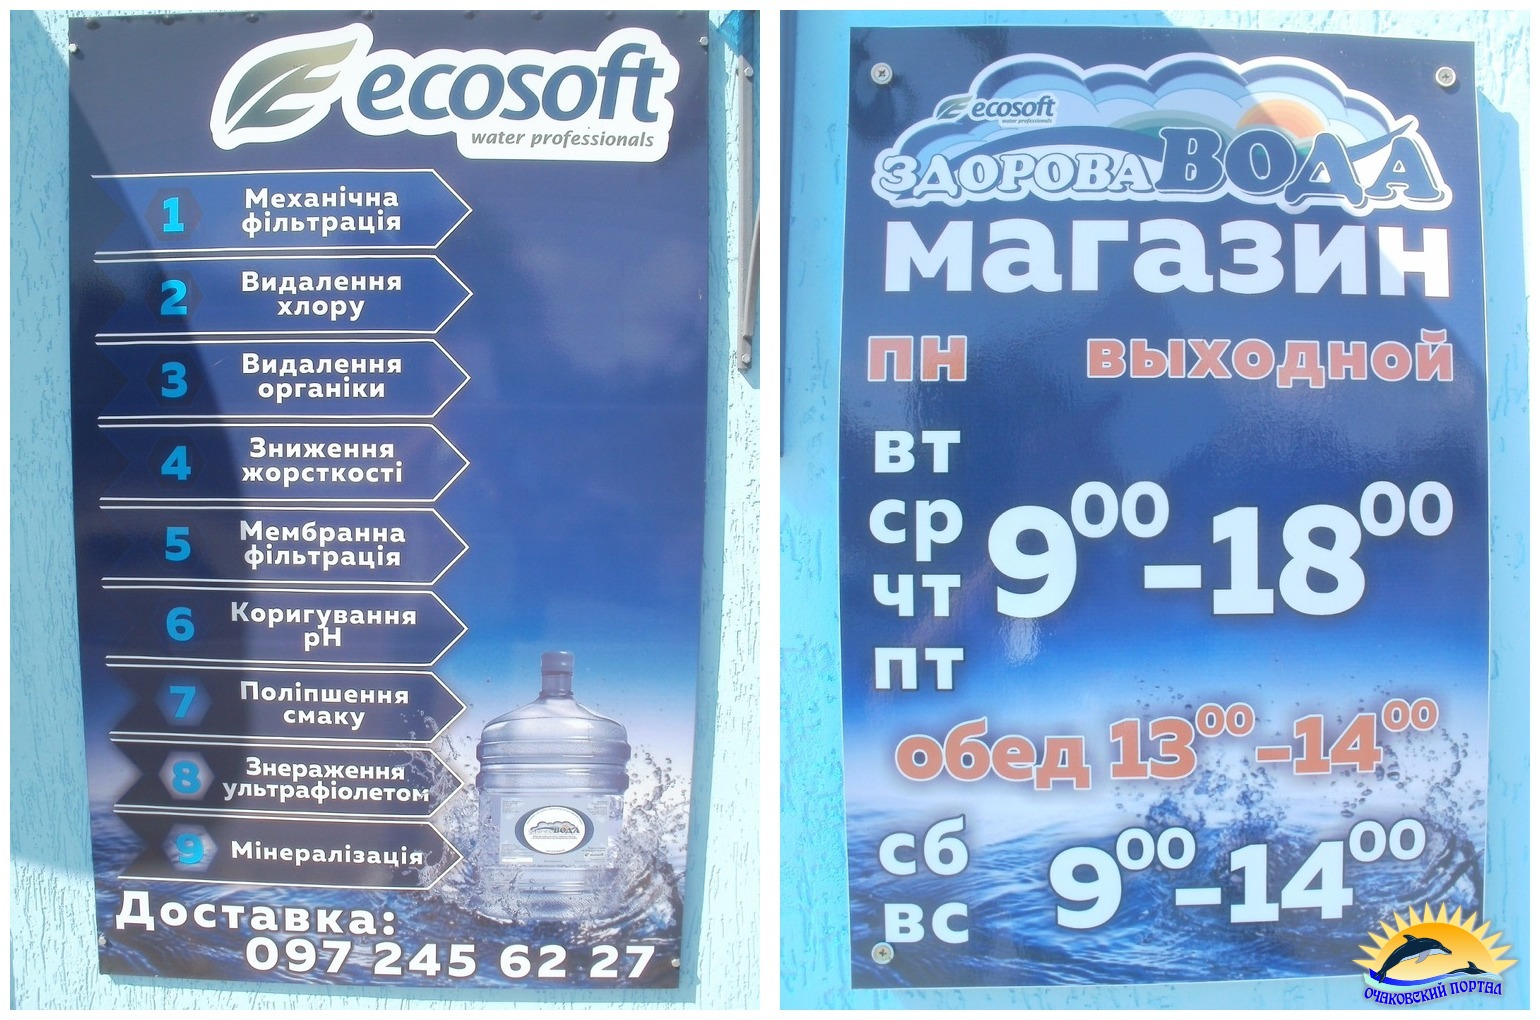 ecosoft
water professionals
1 Механічна
фільтрація
2 Видалення
хлору
3 Видалення
органіки
4 Зниження
жорсткості
5 Мембранна
фільтрація
6 Коригування
рН
7 Поліпшення
смаку
8 Знераження
ультрафіолетом
9 Мінералізація
Доставка:
097 245 62 27
ВОДА
ecosoft
water professionals
ЗДОРОВА ВОДА
магазин
пн выходной
вт
ср
чт
пт
9⁰⁰-18⁰⁰
обед 13⁰⁰-14⁰⁰
сб
вс
9⁰⁰-14⁰⁰
ОЧАКОВСКИЙ ПОРТАЛ